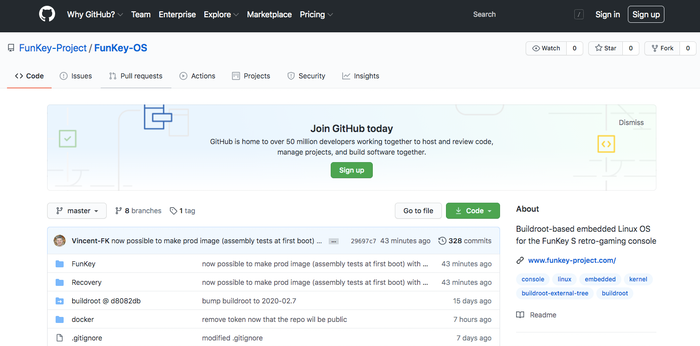 Why GitHub? Team Enterprise Explore Marketplace Pricing Search / Sign in Sign up
FunKey-Project / FunKey-OS Watch 0 Star 0 Fork 0
Code Issues Pull requests Actions Projects Security Insights
Dismiss
Join GitHub today
GitHub is home to over 50 million developers working together to host and review code,
manage projects, and build software together.
Sign up
master 8 branches 1 tag Go to file Code
Vincent-FK now possible to make prod image (assembly tests at first boot) ... 29697c7 43 minutes ago 328 commits
FunKey now possible to make prod image (assembly tests at first boot) with ... 43 minutes ago
Recovery now possible to make prod image (assembly tests at first boot) with ... 43 minutes ago
buildroot @ d8082db bump buildroot to 2020-02.7 15 days ago
docker remove token now that the repo wil be public 7 hours ago
.gitignore modified .gitignore 7 days ago
About
Buildroot-based embedded Linux OS
for the FunKey S retro-gaming console
www.funkey-project.com/
console linux embedded kernel
buildroot-external-tree buildroot
Readme